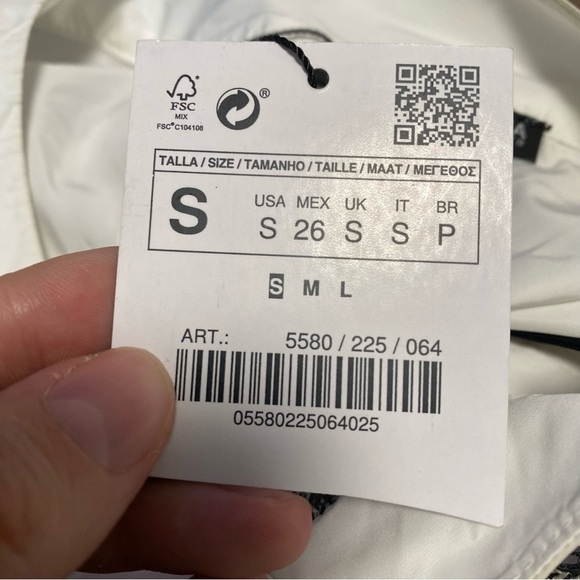 FSC
MIX
FSC® C104108
®
TALLA / SIZE / TAMANHO / TAILLE / MAAT / ΜΕΓΕΘΟΣ
S
USA MEX UK IT BR
S 26 S S P
S M L
ART.: 5580 / 225 / 064
05580225064025